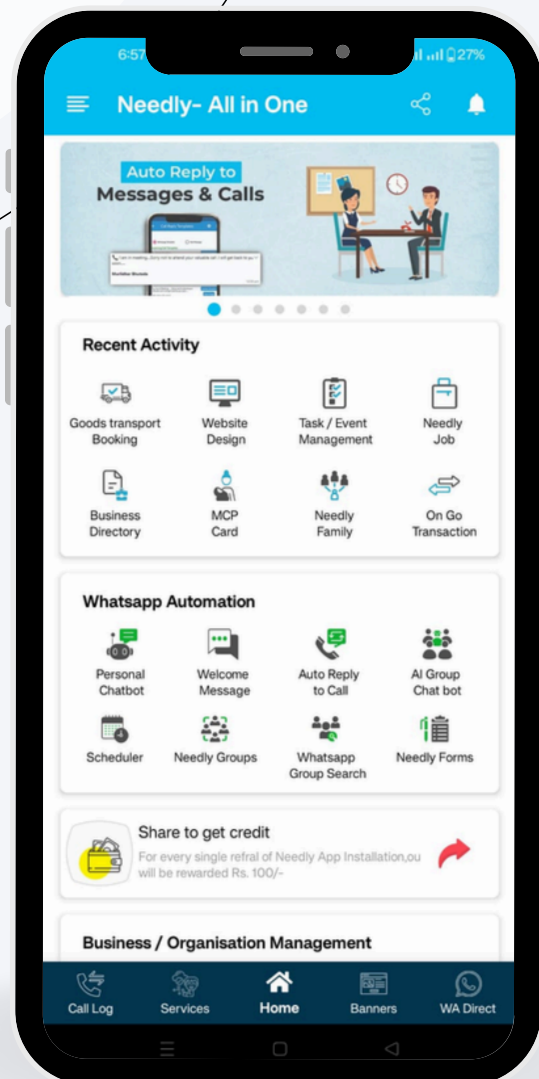 6:57
27%
Needly- All in One
Auto Reply to
Messages & Calls
Recent Activity
Goods transport
Booking
Website
Design
Task / Event
Management
Needly
Job
Business
Directory
MCP
Card
Needly
Family
On Go
Transaction
Whatsapp Automation
Personal
Chatbot
Welcome
Message
Auto Reply
to Call
AI Group
Chat bot
Scheduler
Needly Groups
Whatsapp
Group Search
Needly Forms
Share to get credit
For every single refral of Needly App Installation,ou
will be rewarded Rs. 100/-
Business / Organisation Management
Call Log
Services
Home
Banners
WA Direct